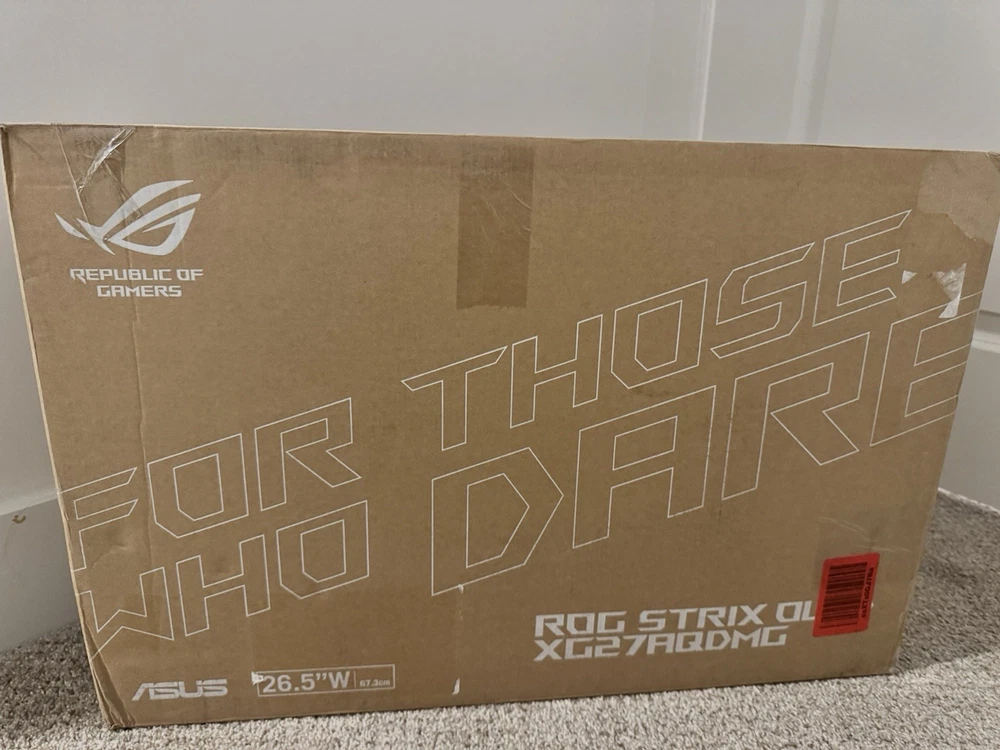 REPUBLIC OF
GAMERS
FOR THOSE
WHO DARE
ROG STRIX OL
XG27AQDMG
ASUS
26.5"W 67.3cm